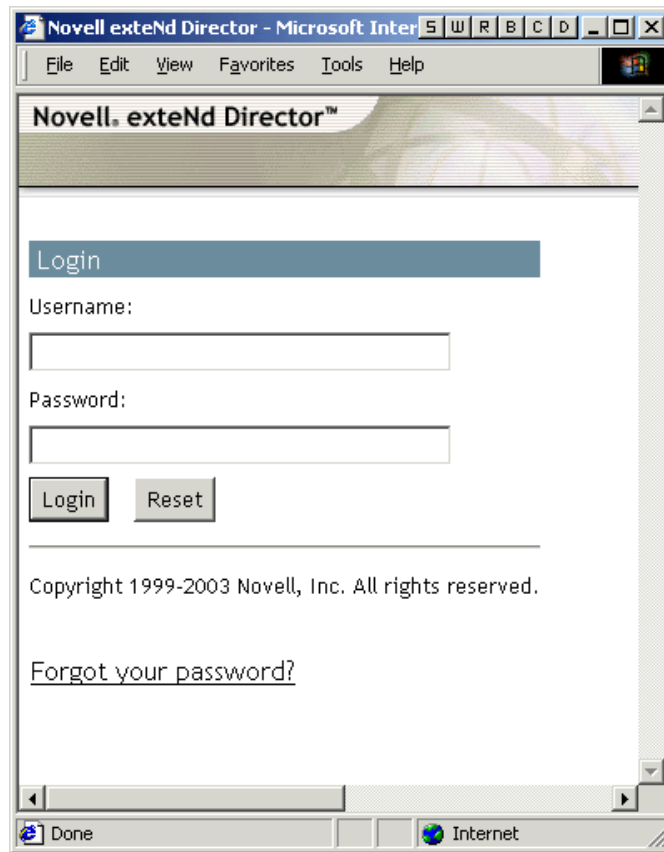 Novell exteNd Director - Microsoft Inter S W R B C D
File Edit View Favorites Tools Help
Novell. exteNd Director™
Login
Username:
Password:
Login Reset
Copyright 1999-2003 Novell, Inc. All rights reserved.
Forgot your password?
Done Internet